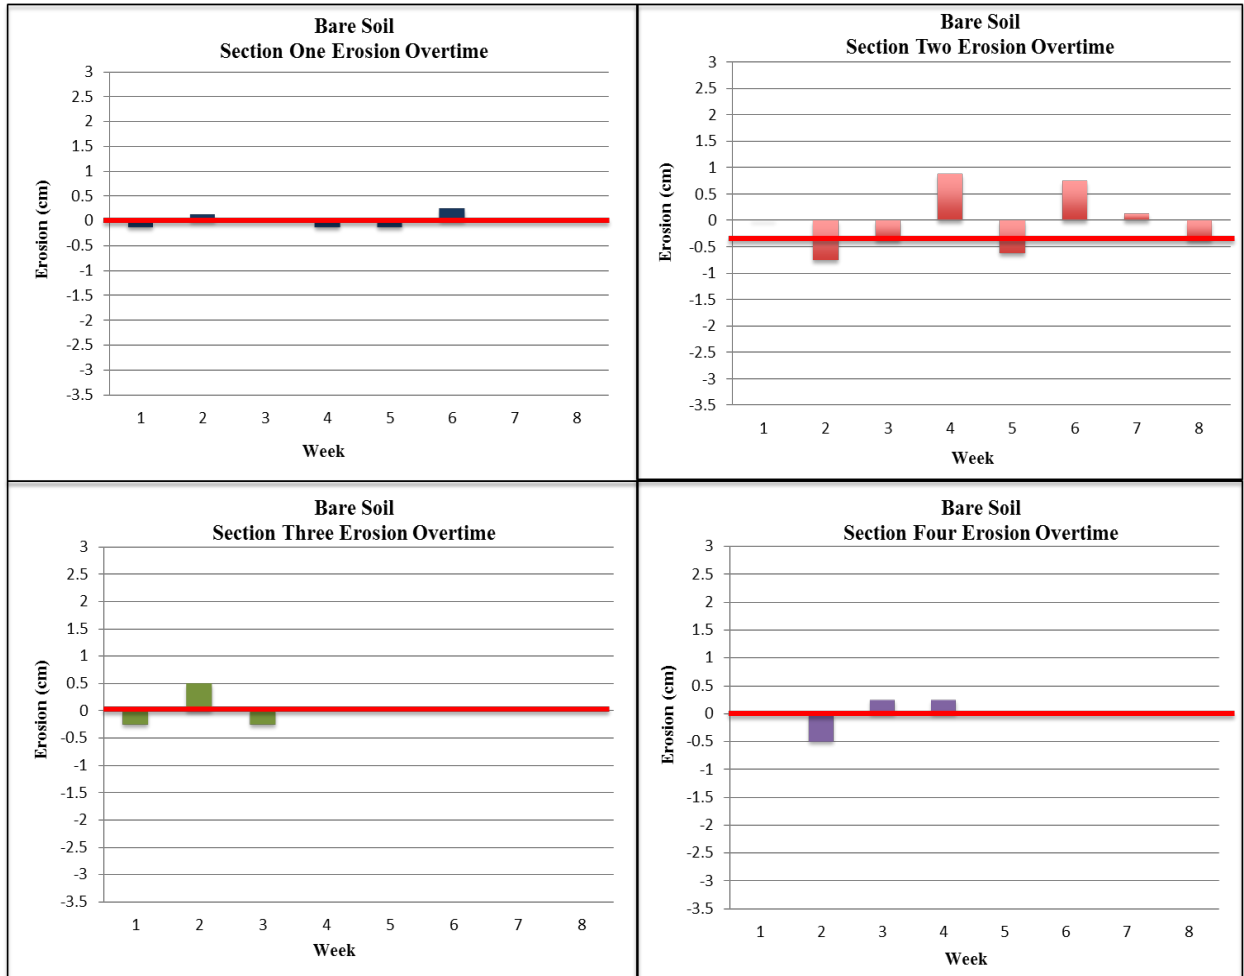 Bare Soil
Section One Erosion Overtime
3
2.5
2
1.5
1
0.5
0
-0.5
-1
-1.5
-2
-2.5
-3
-3.5
Erosion (cm)
1 2 3 4 5 6 7 8
Week
Bare Soil
Section Two Erosion Overtime
3
2.5
2
1.5
1
0.5
0
-0.5
-1
-1.5
-2
-2.5
-3
-3.5
Erosion (cm)
1 2 3 4 5 6 7 8
Week
Bare Soil
Section Three Erosion Overtime
3
2.5
2
1.5
1
0.5
0
-0.5
-1
-1.5
-2
-2.5
-3
-3.5
Erosion (cm)
1 2 3 4 5 6 7 8
Week
Bare Soil
Section Four Erosion Overtime
3
2.5
2
1.5
1
0.5
0
-0.5
-1
-1.5
-2
-2.5
-3
-3.5
Erosion (cm)
1 2 3 4 5 6 7 8
Week